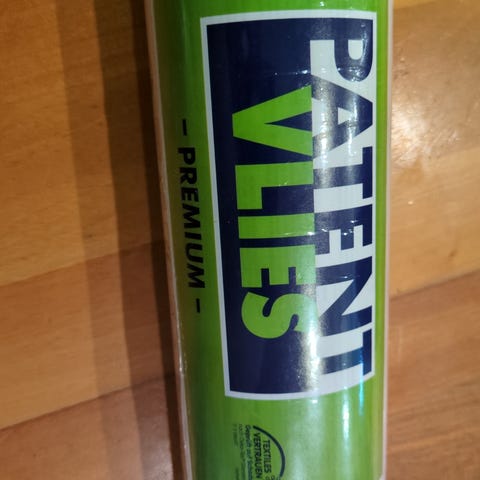 PATENT
VLIES
– PREMIUM –
TEXTILES
VERTRAUEN